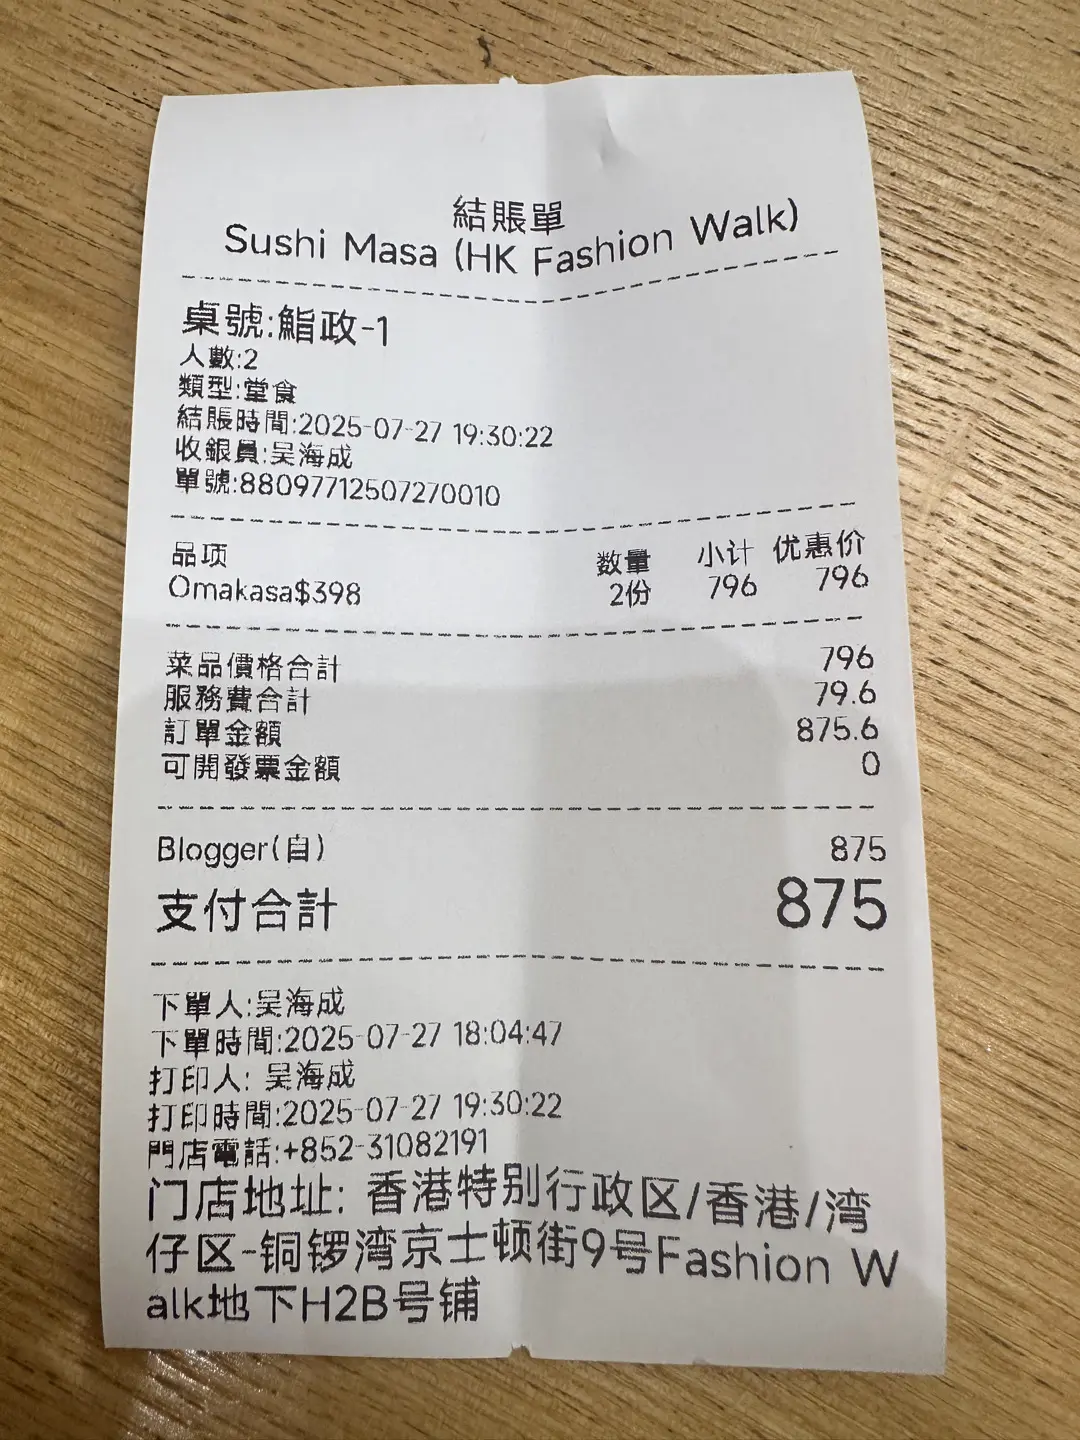 結賬單
Sushi Masa (HK Fashion Walk)
桌號:鮨政-1
人數:2
類型:堂食
結賬時間:2025-07-27 19:30:22
收銀員:吴海成
單號:88097712507270010
品项 数量 小计 优惠价
Omakasa$398 2份 796 796
菜品價格合計 796
服務費合計 79.6
訂單金額 875.6
可開發票金額 0
Blogger(自) 875
支付合計 875
下單人:吴海成
下單時間:2025-07-27 18:04:47
打印人: 吴海成
打印時間:2025-07-27 19:30:22
門店電話:+852-31082191
门店地址: 香港特别行政区/香港/湾
仔区-铜锣湾京士顿街9号Fashion W
alk地下H2B号铺